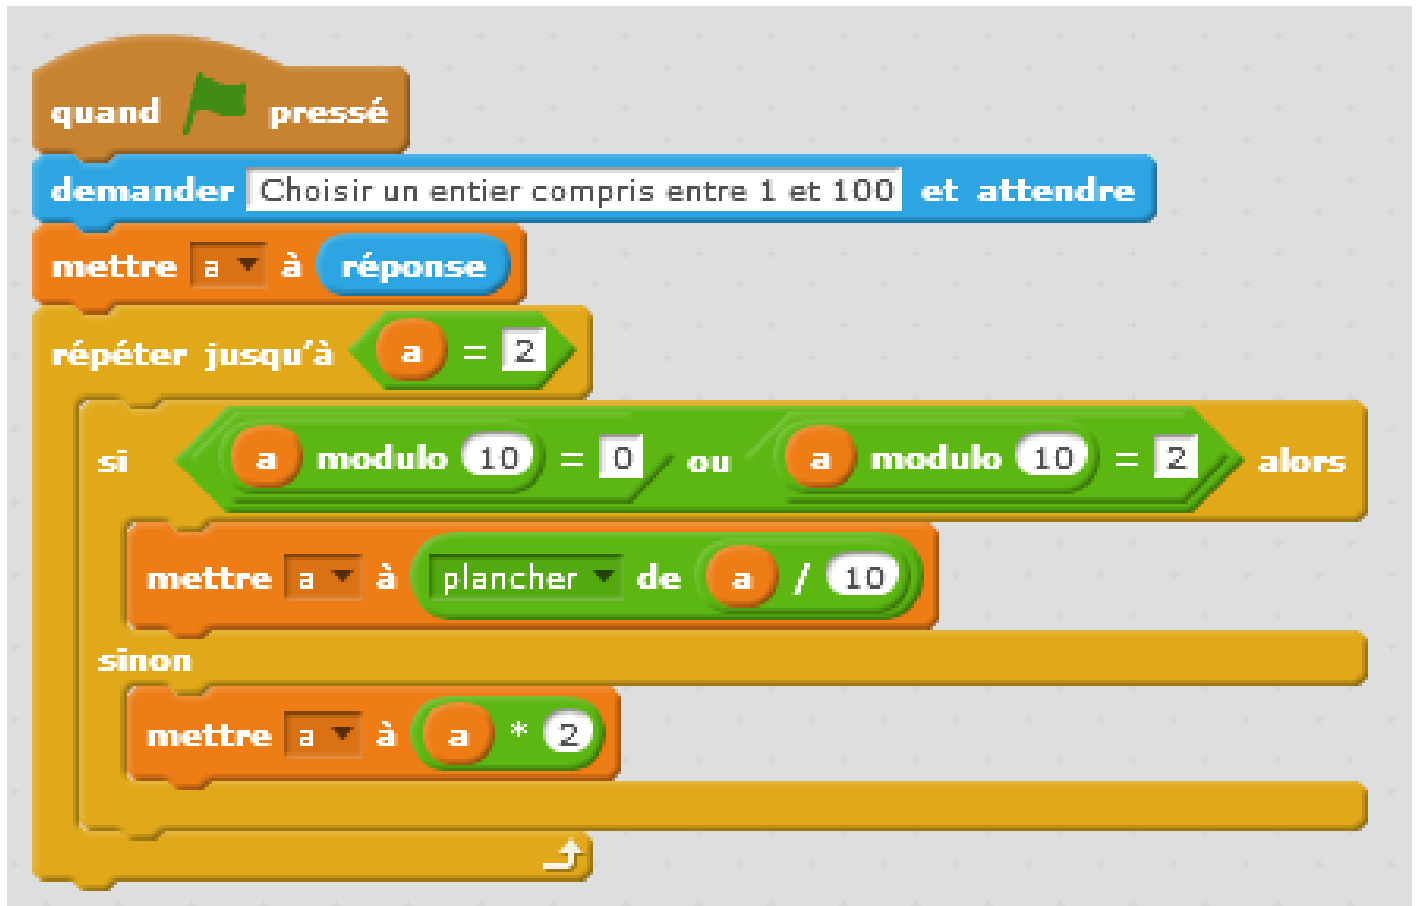 quand pressé
demander Choisir un entier compris entre 1 et 100 et attendre
mettre a à réponse
répéter jusqu'à a = 2
si a modulo 10 = 0 ou a modulo 10 = 2 alors
mettre a à plancher de a / 10
sinon
mettre a à a * 2